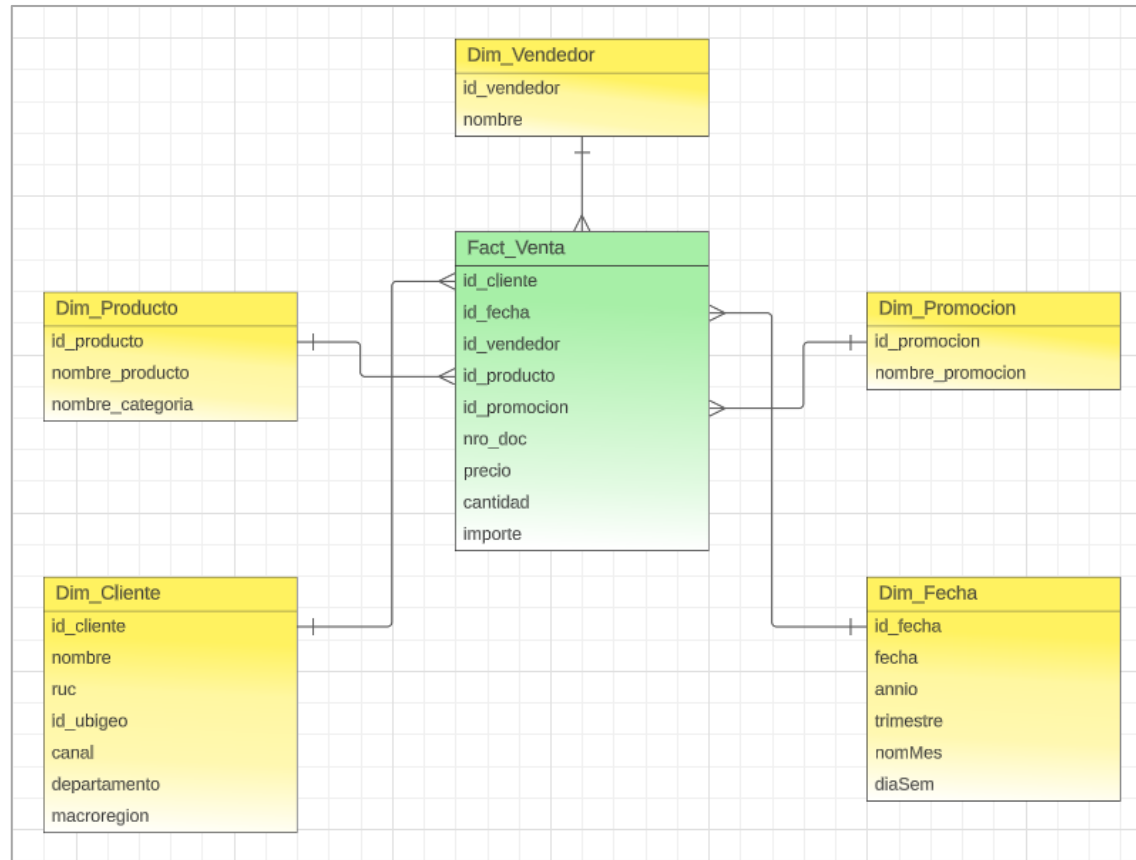 Dim_Vendedor
id_vendedor
nombre
Fact_Venta
id_cliente
id_fecha
id_vendedor
id_producto
id_promocion
nro_doc
precio
cantidad
importe
Dim_Producto
id_producto
nombre_producto
nombre_categoria
Dim_Promocion
id_promocion
nombre_promocion
Dim_Cliente
id_cliente
nombre
ruc
id_ubigeo
canal
departamento
macroregion
Dim_Fecha
id_fecha
fecha
annio
trimestre
nomMes
diaSem